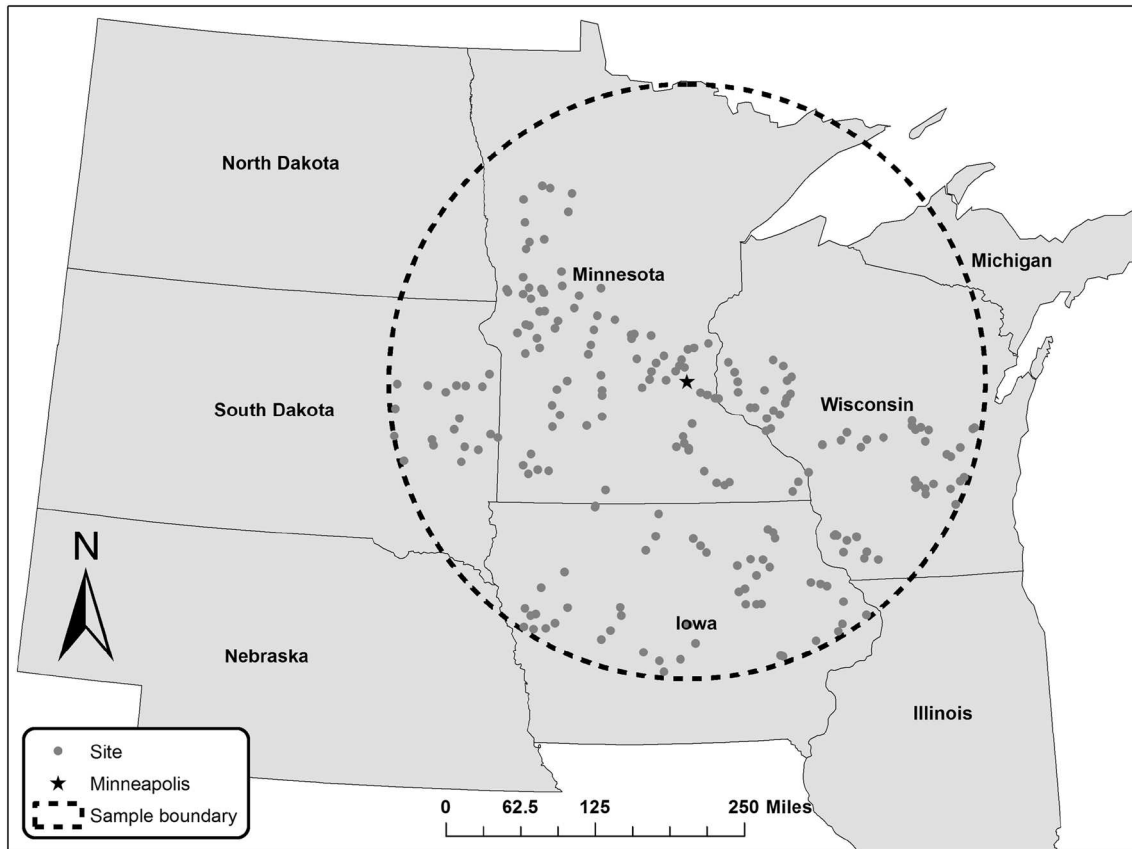 North Dakota
Minnesota
Michigan
South Dakota
Wisconsin
N
Iowa
Nebraska
Illinois
Site
Minneapolis
Sample boundary
0 62.5 125 250 Miles